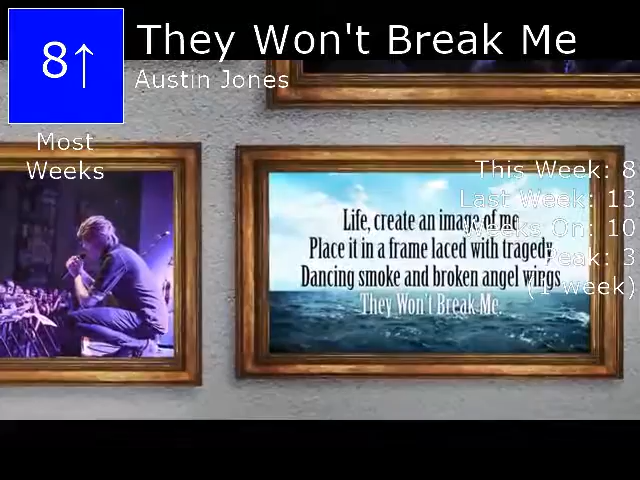 8↑
They Won't Break Me
Austin Jones
Most
Weeks
This Week: 8
Last Week: 13
Weeks On: 10
Peak: 3
(1 week)
Life, create an image of me
Place it in a frame laced with tragedy
Dancing smoke and broken angel wings
They Won't Break Me.